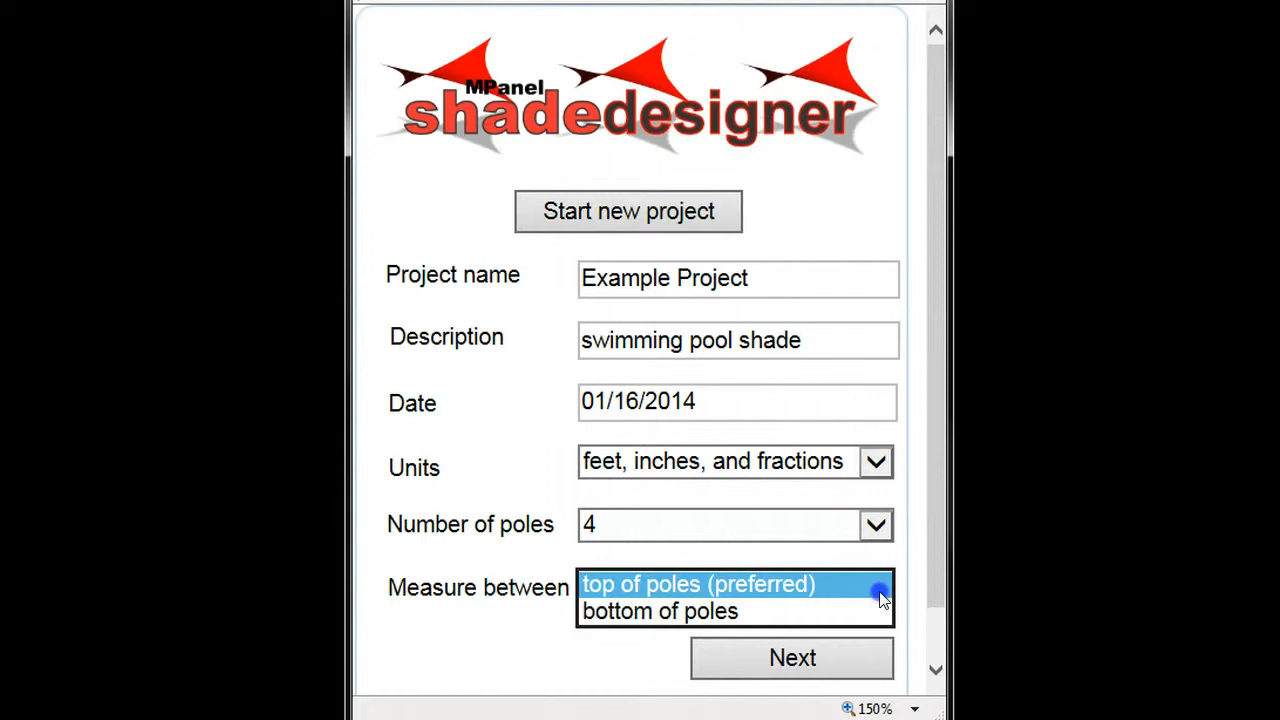 MPanel
shadedesigner
Start new project
Project name Example Project
Description swimming pool shade
Date 01/16/2014
Units feet, inches, and fractions
Number of poles 4
Measure between top of poles (preferred)
bottom of poles
Next
150%